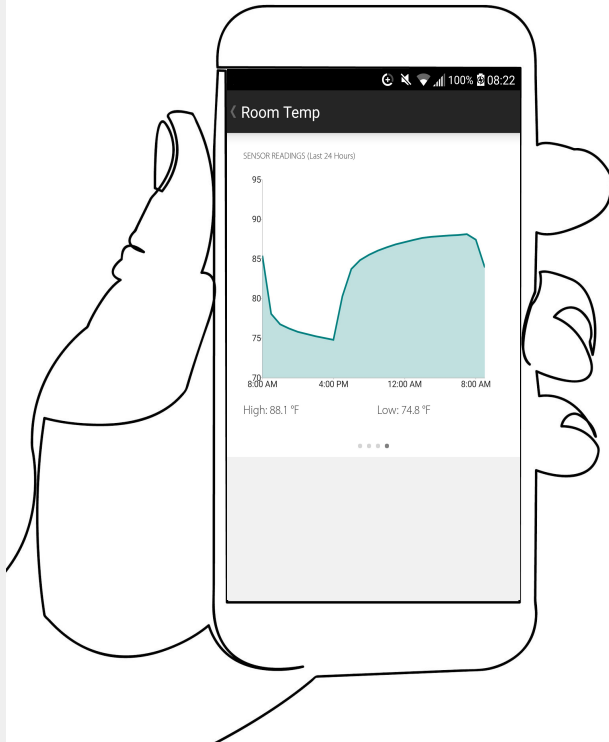 100% 08:22
Room Temp
SENSOR READINGS (Last 24 Hours)
95
90
85
80
75
70
8:00 AM 4:00 PM 12:00 AM 8:00 AM
High: 88.1 °F Low: 74.8 °F